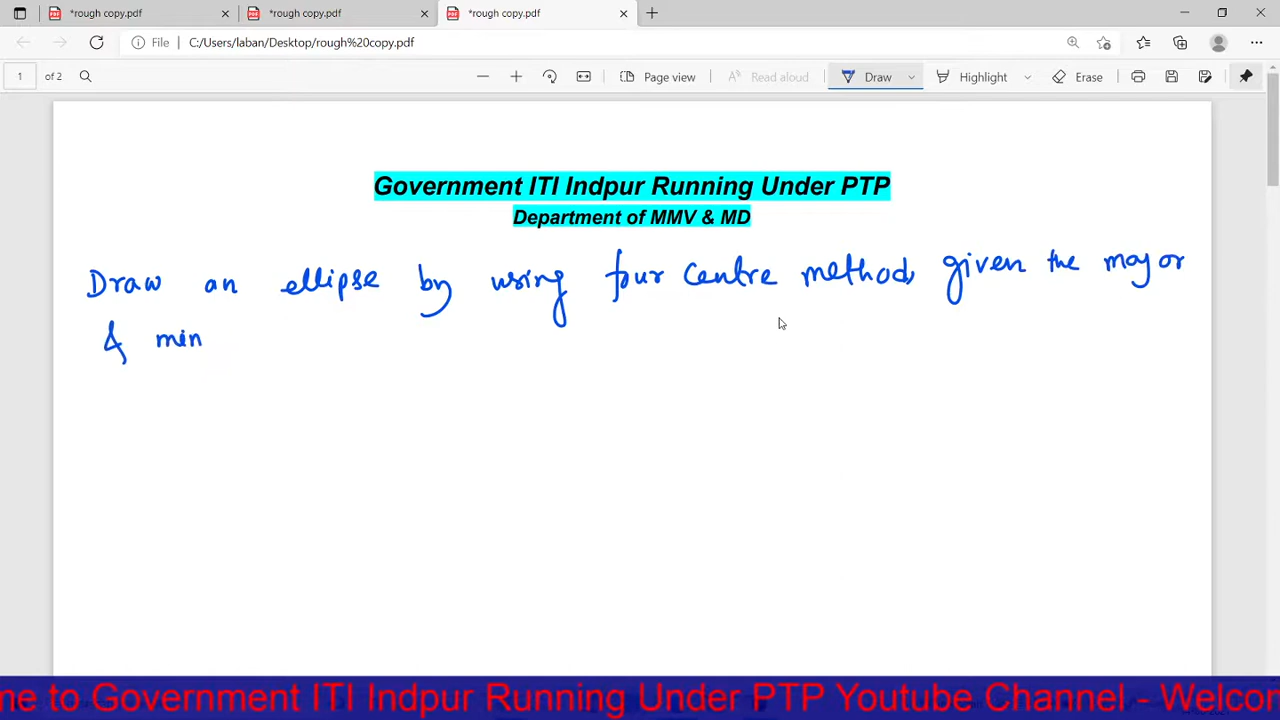 *rough copy.pdf *rough copy.pdf *rough copy.pdf
File C:/Users/laban/Desktop/rough%20copy.pdf
1 of 2 Page view Read aloud Draw Highlight Erase
Government ITI Indpur Running Under PTP
Department of MMV & MD
Draw an ellipse by using four centre method, given the major
& min
me to Government ITI Indpur Running Under PTP Youtube Channel - Welcor